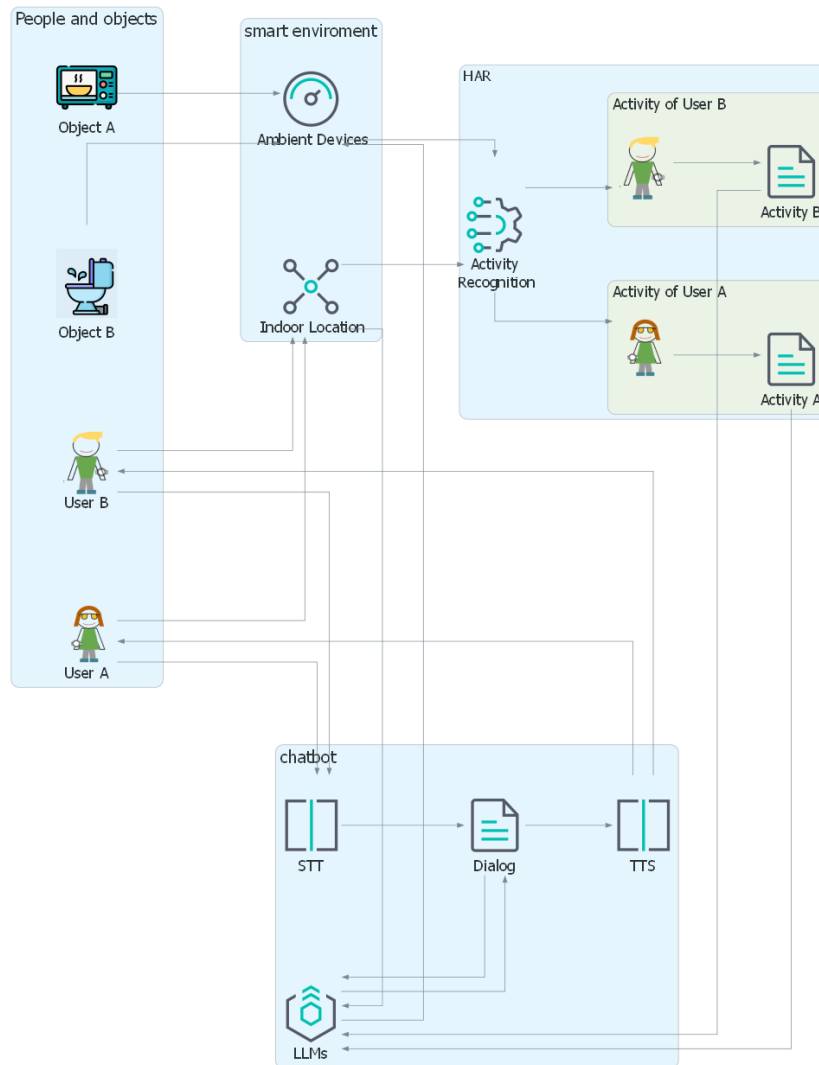 People and objects
Object A
Object B
User B
User A
smart enviroment
Ambient Devices
Indoor Location
HAR
Activity
Recognition
Activity of User B
Activity B
Activity of User A
Activity A
chatbot
STT
Dialog
TTS
LLMs